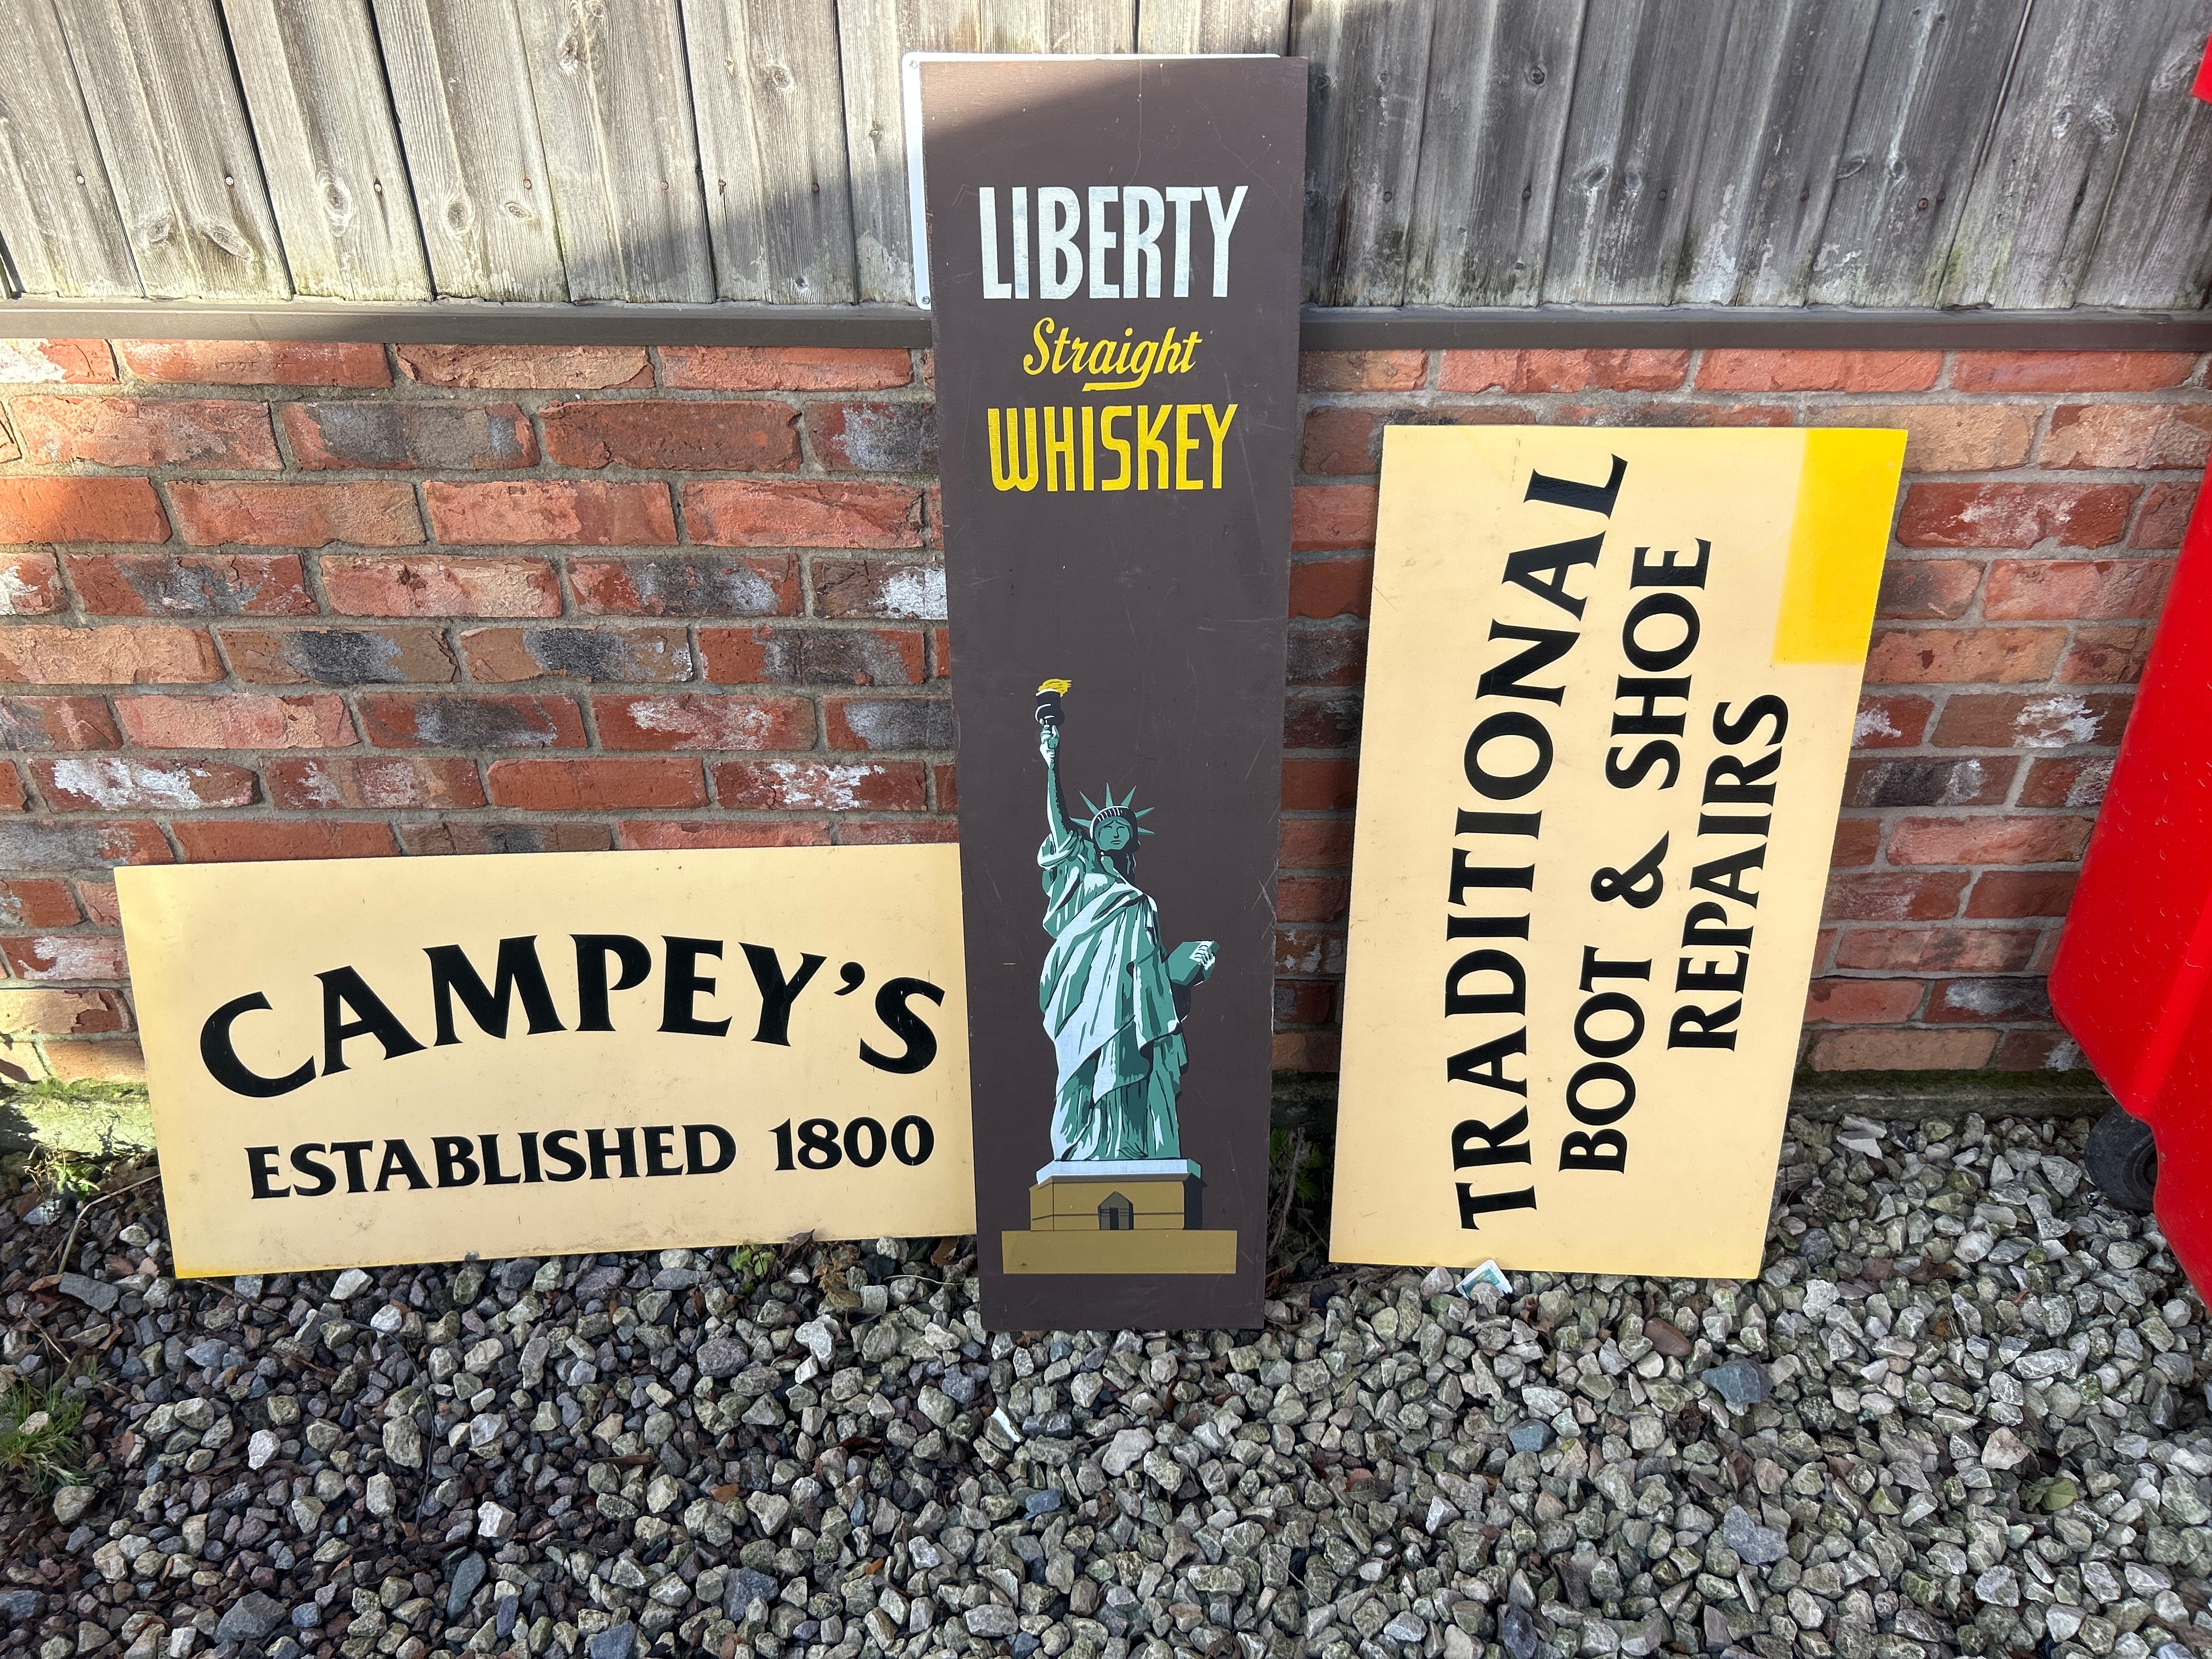 CAMPEY'S
ESTABLISHED 1800
LIBERTY
Straight
WHISKEY
TRADITIONAL
BOOT & SHOE
REPAIRS